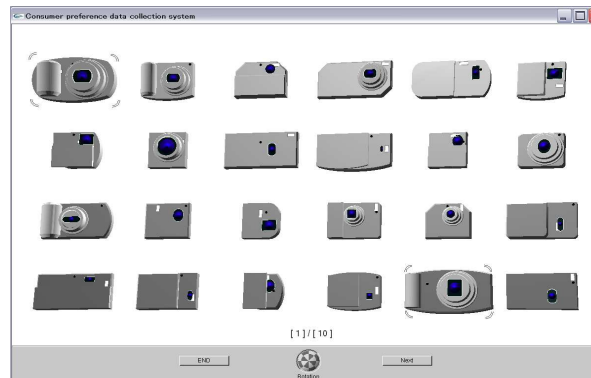 Consumer preference data collection system
[ 1 ] / [ 10 ]
END
Next
Rotation